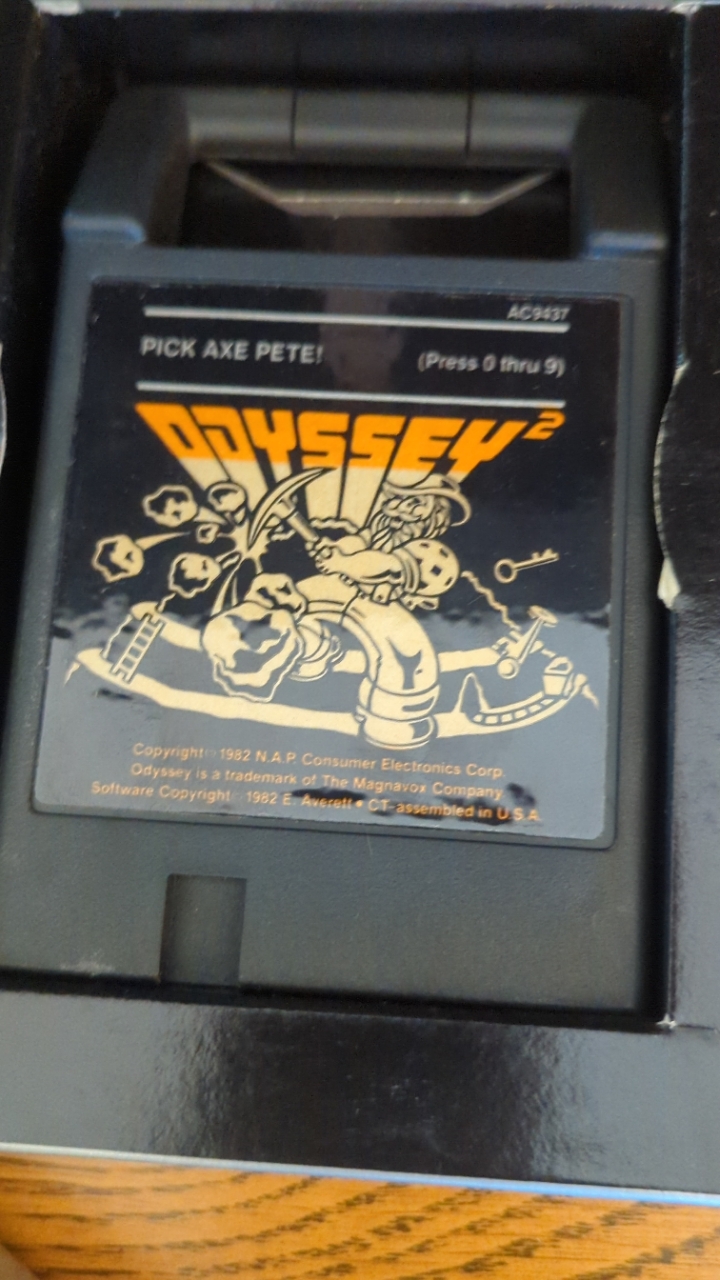 AC9437
PICK AXE PETE! (Press 0 thru 9)
ODYSSEY²
Copyright © 1982 N.A.P. Consumer Electronics Corp.
Odyssey is a trademark of The Magnavox Company
Software Copyright © 1982 E. Averett • CT-assembled in U.S.A.